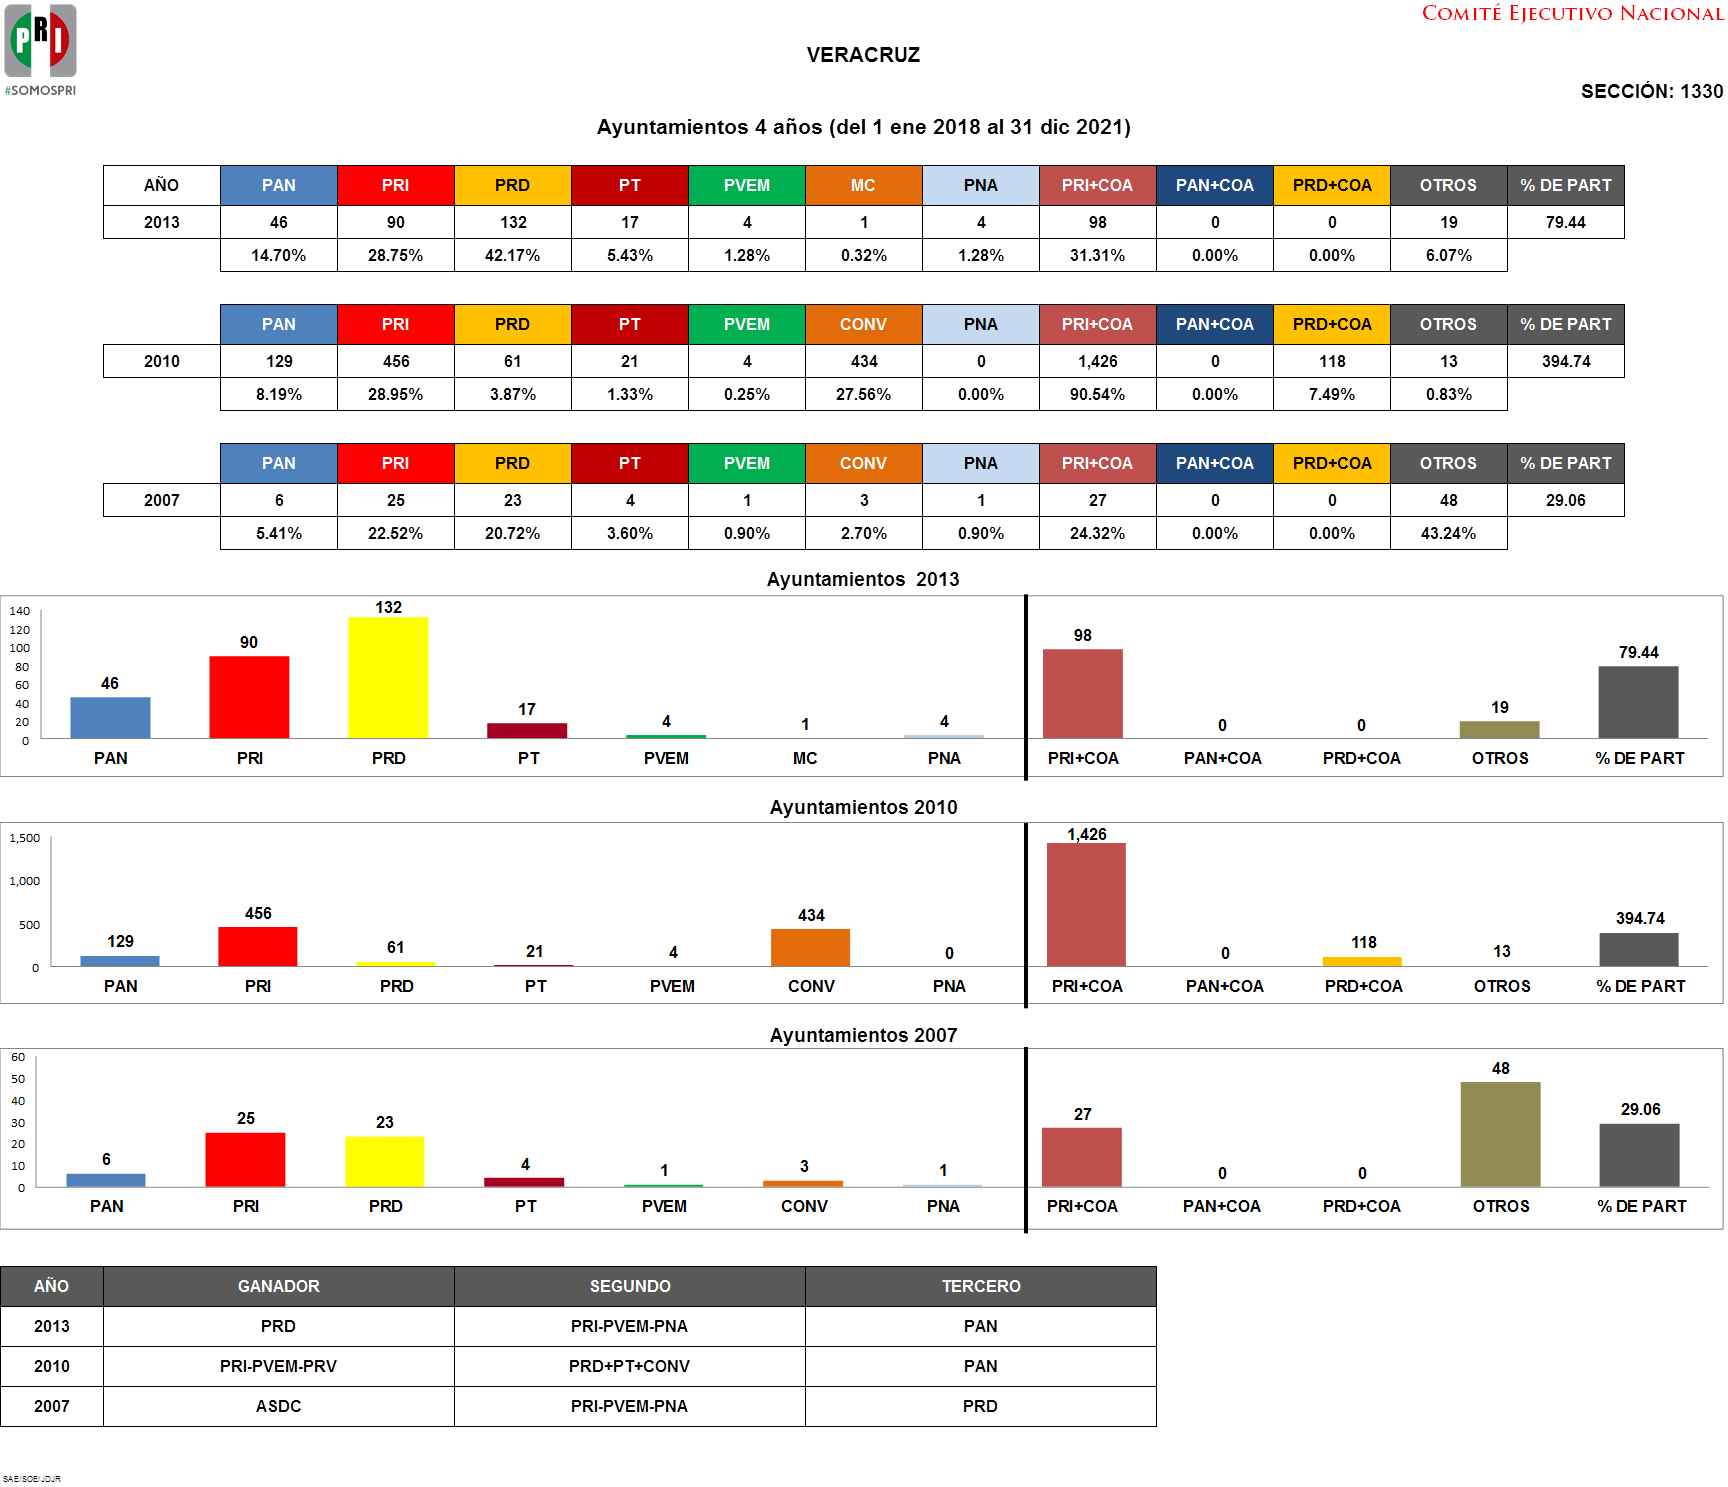 PRI
#SOMOSPRI
COMITÉ EJECUTIVO NACIONAL
VERACRUZ
SECCIÓN: 1330
Ayuntamientos 4 años (del 1 ene 2018 al 31 dic 2021)
AÑO PAN PRI PRD PT PVEM MC PNA PRI+COA PAN+COA PRD+COA OTROS % DE PART
2013 46 90 132 17 4 1 4 98 0 0 19 79.44
14.70% 28.75% 42.17% 5.43% 1.28% 0.32% 1.28% 31.31% 0.00% 0.00% 6.07%
PAN PRI PRD PT PVEM CONV PNA PRI+COA PAN+COA PRD+COA OTROS % DE PART
2010 129 456 61 21 4 434 0 1,426 0 118 13 394.74
8.19% 28.95% 3.87% 1.33% 0.25% 27.56% 0.00% 90.54% 0.00% 7.49% 0.83%
PAN PRI PRD PT PVEM CONV PNA PRI+COA PAN+COA PRD+COA OTROS % DE PART
2007 6 25 23 4 1 3 1 27 0 0 48 29.06
5.41% 22.52% 20.72% 3.60% 0.90% 2.70% 0.90% 24.32% 0.00% 0.00% 43.24%
Ayuntamientos 2013
140
120
100
80
60
40
20
0
46 90 132 17 4 1 4 98 0 0 19 79.44
PAN PRI PRD PT PVEM MC PNA PRI+COA PAN+COA PRD+COA OTROS % DE PART
Ayuntamientos 2010
1,500
1,000
500
0
129 456 61 21 4 434 0 1,426 0 118 13 394.74
PAN PRI PRD PT PVEM CONV PNA PRI+COA PAN+COA PRD+COA OTROS % DE PART
Ayuntamientos 2007
60
50
40
30
20
10
0
6 25 23 4 1 3 1 27 0 0 48 29.06
PAN PRI PRD PT PVEM CONV PNA PRI+COA PAN+COA PRD+COA OTROS % DE PART
AÑO GANADOR SEGUNDO TERCERO
2013 PRD PRI-PVEM-PNA PAN
2010 PRI-PVEM-PRV PRD+PT+CONV PAN
2007 ASDC PRI-PVEM-PNA PRD
SAE/SOE/JDJR